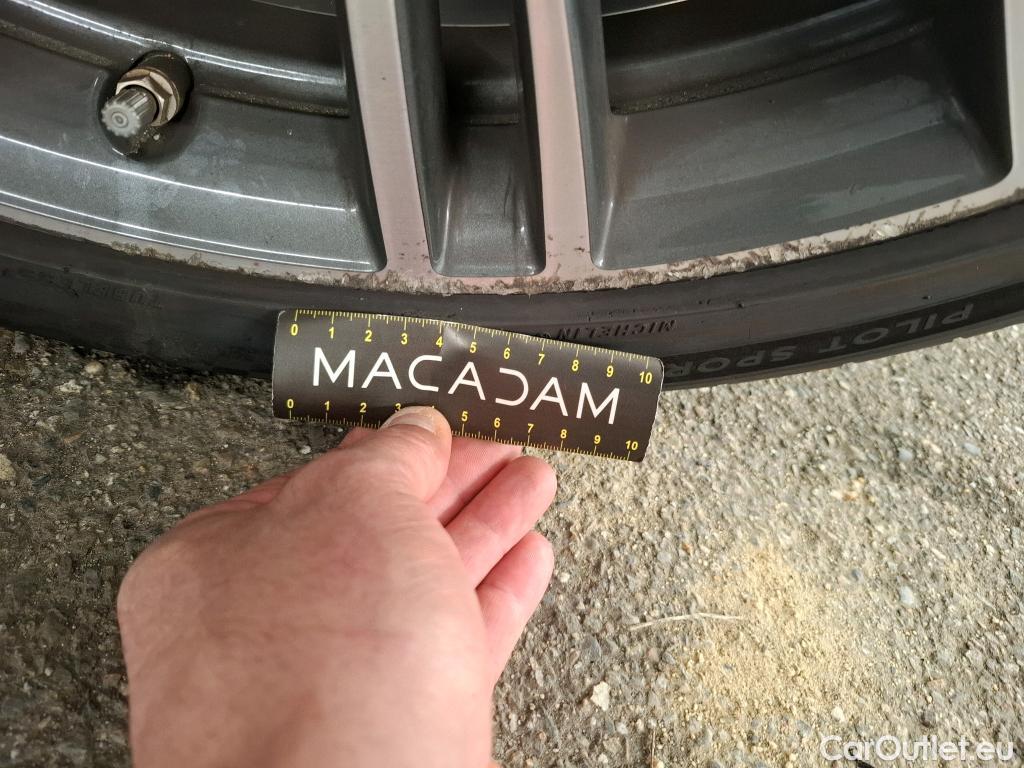 TUBELESS
MICHELIN
PILOT SPORT
0 1 2 3 4 5 6 7 8 9 10
MACADAM
0 1 2 3 5 6 7 8 9 10
CarOutlet.eu